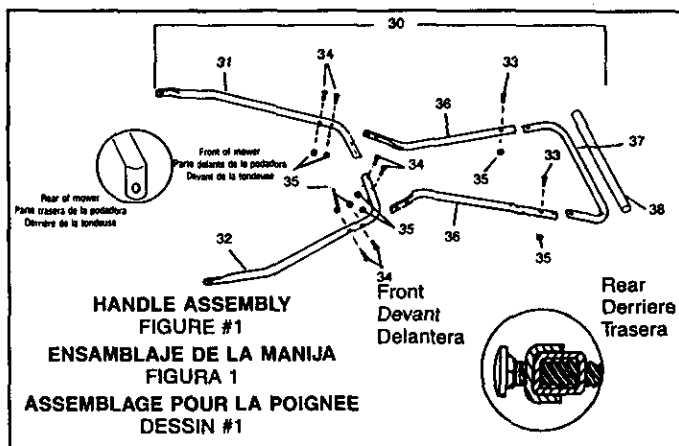 30
31
34
33
36
37
Front of mower
Parte delante de la podadora
Devant de la tondeuse
34
35
33
35
38
Rear of mower
Parte trasera de la podadora
Derrière de la tondeuse
35
36
32
34
35
Front
Devant
Delantera
Rear
Derriere
Trasera
HANDLE ASSEMBLY
FIGURE #1
ENSAMBLAJE DE LA MANIJA
FIGURA 1
ASSEMBLAGE POUR LA POIGNEE
DESSIN #1